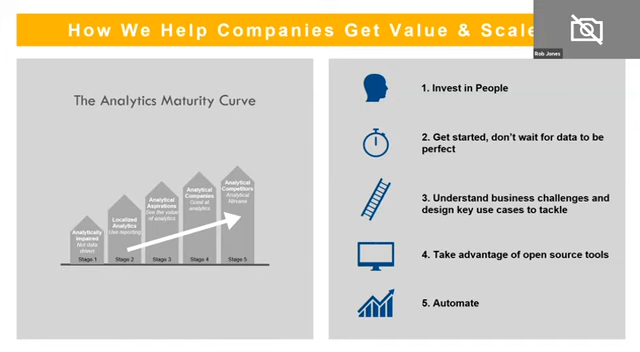 How We Help Companies Get Value & Scale
Rob Jones
The Analytics Maturity Curve
Analytically
Impaired
Not data
driven
Stage 1
Localized
Analytics
Use reporting
Stage 2
Analytical
Aspirations
See the value
of analytics
Stage 3
Analytical
Companies
Good at
analytics
Stage 4
Analytical
Competitors
Analytical
Nirvana
Stage 5
1. Invest in People
2. Get started, don’t wait for data to be
perfect
3. Understand business challenges and
design key use cases to tackle
4. Take advantage of open source tools
5. Automate